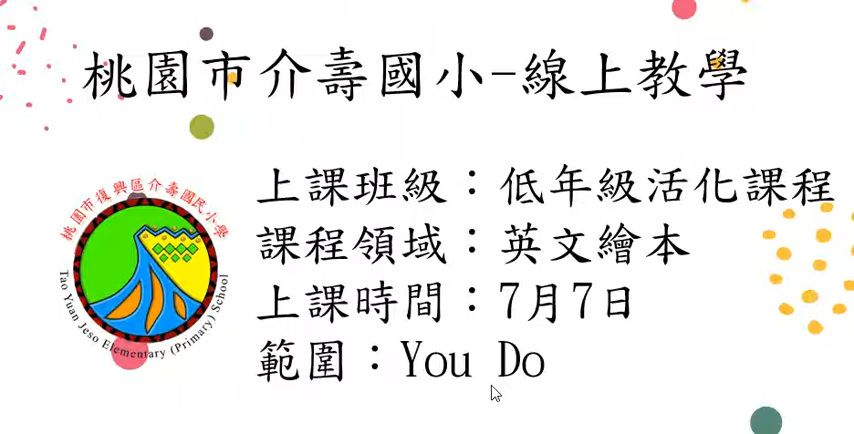 桃園市介壽國小-線上教學
上課班級：低年級活化課程
課程領域：英文繪本
上課時間：7月7日
範圍：You Do
桃園市復興區介壽國民小學
Tao Yuan Jeso Elementary (Primary) School